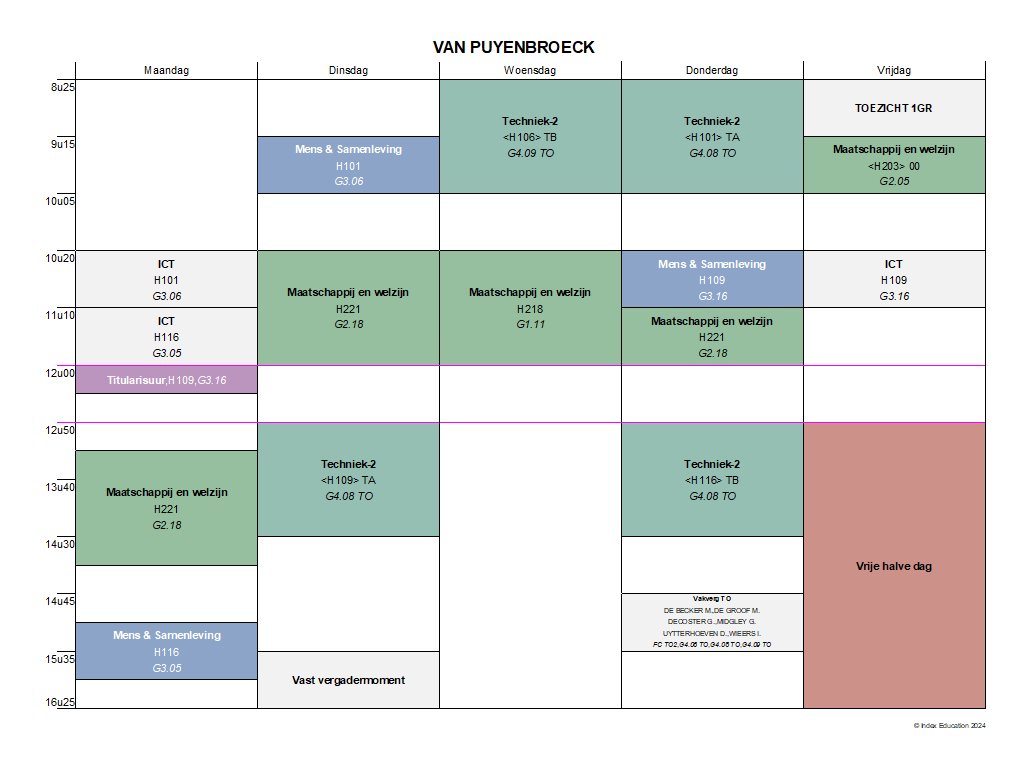 VAN PUYENBROECK
Maandag
Dinsdag
Woensdag
Donderdag
Vrijdag
8u25
9u15
10u05
10u20
11u10
12u00
12u50
13u40
14u30
14u45
15u35
16u25
ICT
H101
G3.06
ICT
H116
G3.05
Titularisuur,H109,G3.16
Maatschappij en welzijn
H221
G2.18
Mens & Samenleving
H116
G3.05
Mens & Samenleving
H101
G3.06
Maatschappij en welzijn
H221
G2.18
Techniek-2
<H109> TA
G4.08 TO
Vast vergadermoment
Techniek-2
<H106> TB
G4.09 TO
Maatschappij en welzijn
H218
G1.11
Techniek-2
<H101> TA
G4.08 TO
Mens & Samenleving
H109
G3.16
Maatschappij en welzijn
H221
G2.18
Techniek-2
<H116> TB
G4.08 TO
Vakverg TO
DE BECKER M.,DE GROOF M.
DECOSTER G.,MIDGLEY G.
UYTTERHOEVEN D.,WIEERS I.
FC TO2,G4.06 TO,G4.08 TO,G4.09 TO
TOEZICHT 1GR
Maatschappij en welzijn
<H203> 00
G2.05
ICT
H109
G3.16
Vrije halve dag
© Index Education 2024